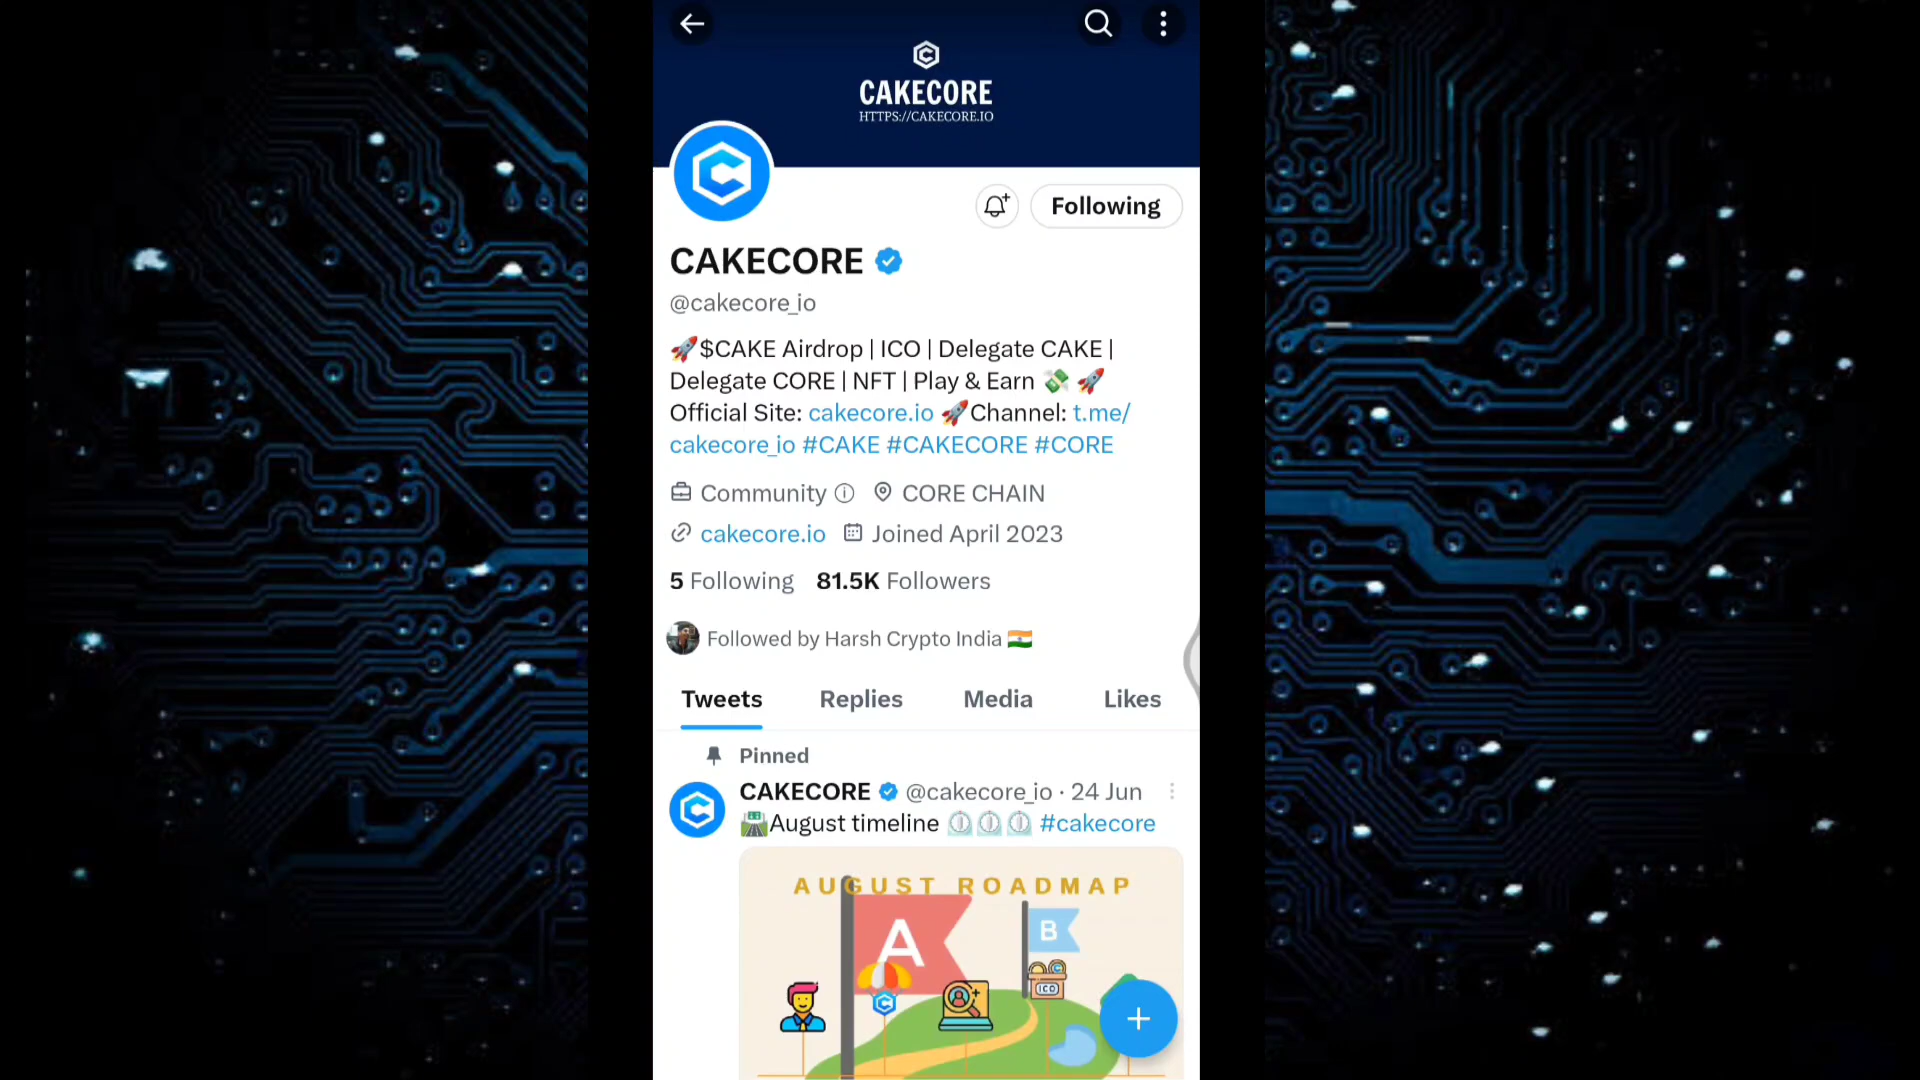 CAKECORE
HTTPS://CAKECORE.IO
Following
CAKECORE
@cakecore_io
🚀$CAKE Airdrop | ICO | Delegate CAKE |
Delegate CORE | NFT | Play & Earn 💸 🚀
Official Site: cakecore.io 🚀Channel: t.me/
cakecore_io #CAKE #CAKECORE #CORE
Community CORE CHAIN
cakecore.io Joined April 2023
5 Following 81.5K Followers
Followed by Harsh Crypto India 🇮🇳
Tweets Replies Media Likes
Pinned
CAKECORE @cakecore_io · 24 Jun
🛣️August timeline ⏲️⏲️⏲️ #cakecore
AUGUST ROADMAP
A
B
ICO